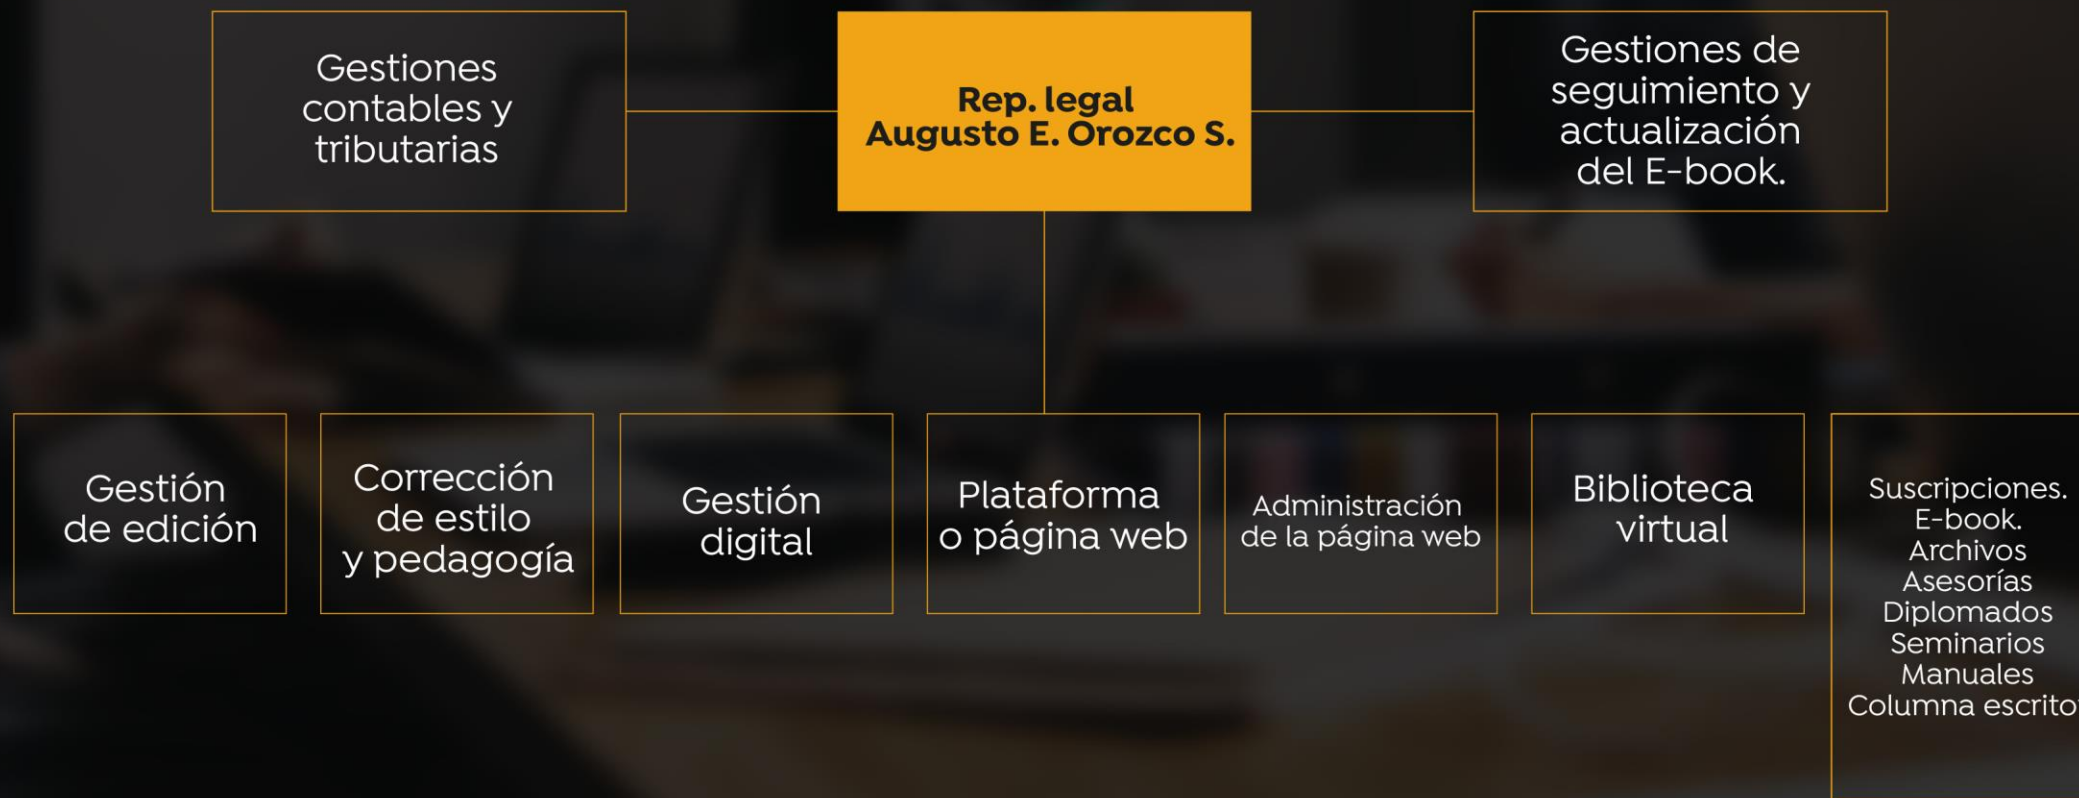 Gestiones
contables y
tributarias
Rep. legal
Augusto E. Orozco S.
Gestiones de
seguimiento y
actualización
del E-book.
Gestión
de edición
Corrección
de estilo
y pedagogía
Gestión
digital
Plataforma
o página web
Administración
de la página web
Biblioteca
virtual
Suscripciones.
E-book.
Archivos
Asesorías
Diplomados
Seminarios
Manuales
Columna